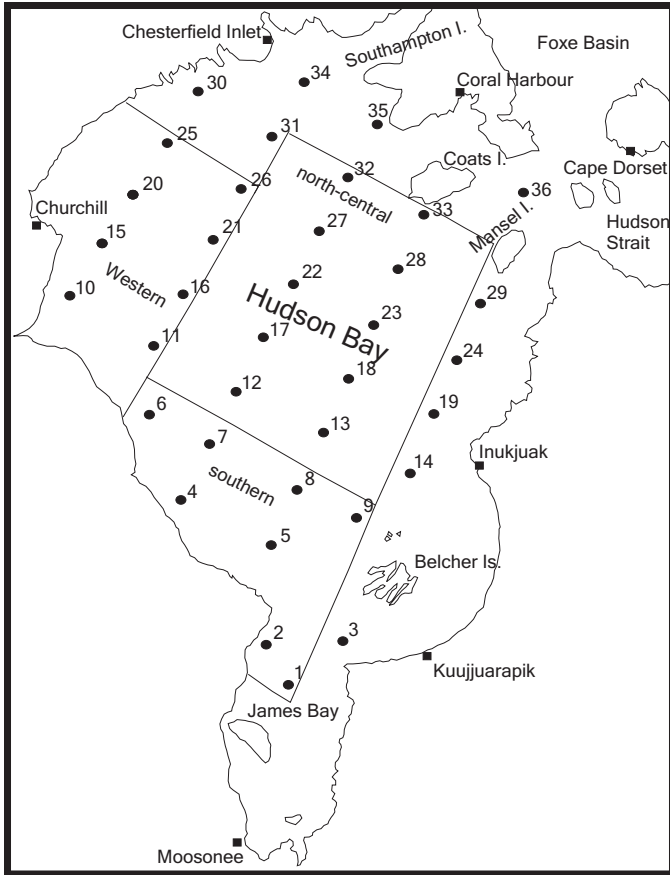 Chesterfield Inlet
Southampton I.
Foxe Basin
34
30
Coral Harbour
35
31
25
Coats I.
Cape Dorset
32
26
north-central
20
36
33
Mansel I.
Hudson
Strait
Churchill
27
21
15
28
Western
22
16
10
29
Hudson Bay
23
17
11
24
18
12
6
19
13
7
Inukjuak
14
southern
8
4
9
5
Belcher Is.
2
3
Kuujjuarapik
1
James Bay
Moosonee